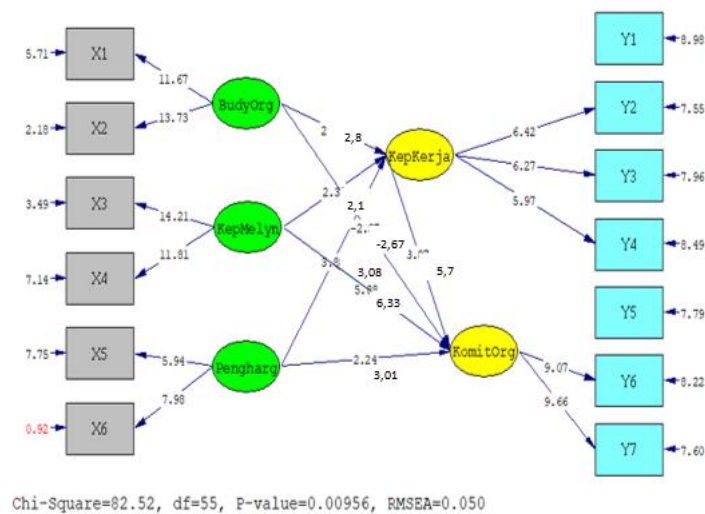 5.71
X1
11.67
2.18
X2
13.73
3.49
X3
14.21
7.14
X4
11.81
7.75
X5
5.94
0.92
X6
7.98
BudyOrg
KepMelyn
Pengharg
2
2,8
2.3
2,1
-2,67
3,08
6,33
5,7
2.24
3,01
KepKerja
KomitOrg
6.42
6.27
5.97
9.07
9.66
Y1
8.98
Y2
7.55
Y3
7.96
Y4
8.49
Y5
7.79
Y6
8.22
Y7
7.60
Chi-Square=82.52, df=55, P-value=0.00956, RMSEA=0.050